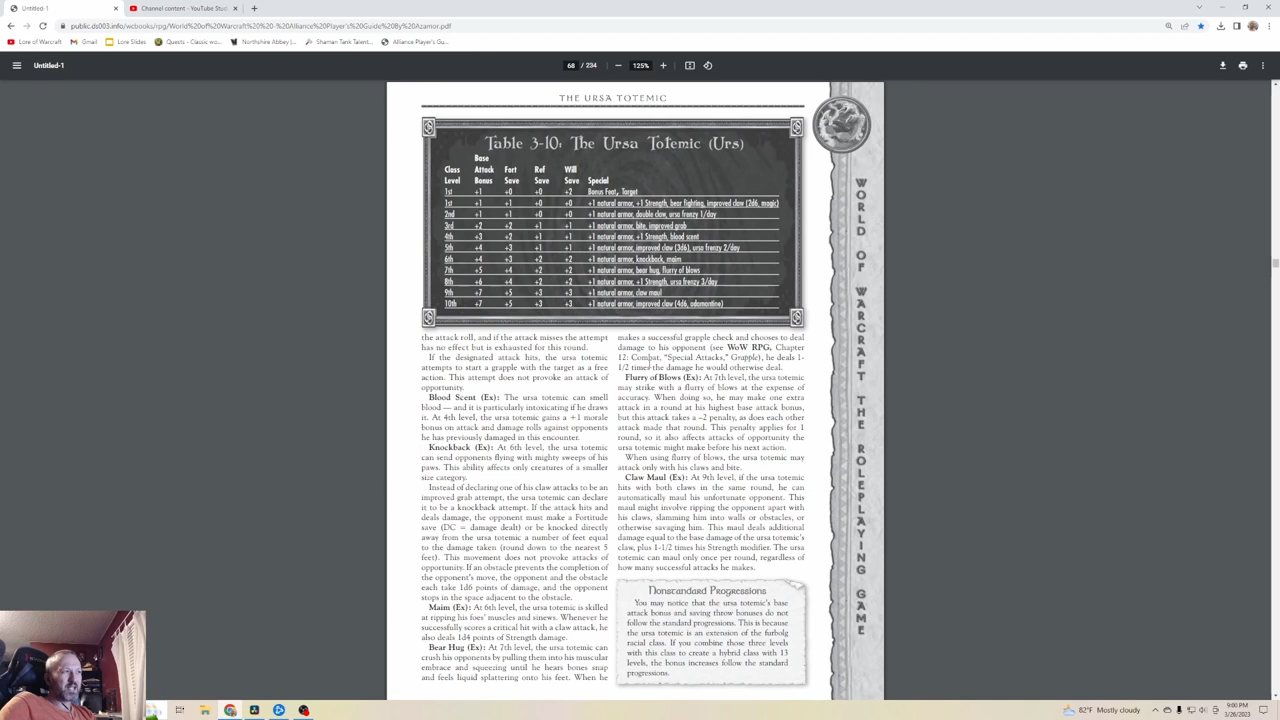 Untitled-1
Channel content - YouTube Stud
public.ds003.info/wcbooks/rpg/World%20of%20Warcraft%20%20-%20Alliance%20Player's%20Guide%20By%20Azamor.pdf
Lore of Warcraft
Gmail
Lore Slides
Quests - Classic wo...
Northshire Abbey |...
Shaman Tank Talent...
Alliance Player's Gu...
Untitled-1
68 / 234
125%
THE URSA TOTEMIC
Table 3-10: The Ursa Totemic (Urs)
Base
Class Attack Fort Ref Will
Level Bonus Save Save Save Special
1st +1 +0 +0 +2 Bonus Feat, Target
1st +1 +1 +0 +0 +1 natural armor, +1 Strength, bear fighting, improved claw (2d6, magic)
2nd +1 +1 +0 +0 +1 natural armor, double claw, ursa frenzy 1/day
3rd +2 +2 +1 +1 +1 natural armor, bite, improved grab
4th +3 +2 +1 +1 +1 natural armor, +1 Strength, blood scent
5th +4 +3 +1 +1 +1 natural armor, improved claw (3d6), ursa frenzy 2/day
6th +4 +3 +2 +2 +1 natural armor, knockback, maim
7th +5 +4 +2 +2 +1 natural armor, bear hug, flurry of blows
8th +6 +4 +2 +2 +1 natural armor, +1 Strength, ursa frenzy 3/day
9th +7 +5 +3 +3 +1 natural armor, claw maul
10th +7 +5 +3 +3 +1 natural armor, improved claw (4d6, adamantine)
the attack roll, and if the attack misses the attempt
has no effect but is exhausted for this round.
If the designated attack hits, the ursa totemic
attempts to start a grapple with the target as a free
action. This attempt does not provoke an attack of
opportunity.
Blood Scent (Ex): The ursa totemic can smell
blood — and it is particularly intoxicating if he draws
it. At 4th level, the ursa totemic gains a +1 morale
bonus on attack and damage rolls against opponents
he has previously damaged in this encounter.
Knockback (Ex): At 6th level, the ursa totemic
can send opponents flying with mighty sweeps of his
paws. This ability affects only creatures of a smaller
size category.
Instead of declaring one of his claw attacks to be an
improved grab attempt, the ursa totemic can declare
it to be a knockback attempt. If the attack hits and
deals damage, the opponent must make a Fortitude
save (DC = damage dealt) or be knocked directly
away from the ursa totemic a number of feet equal
to the damage taken (round down to the nearest 5
feet). This movement does not provoke attacks of
opportunity. If an obstacle prevents the completion of
the opponent's move, the opponent and the obstacle
each take 1d6 points of damage, and the opponent
stops in the space adjacent to the obstacle.
Maim (Ex): At 6th level, the ursa totemic is skilled
at ripping his foes' muscles and sinews. Whenever he
successfully scores a critical hit with a claw attack, he
also deals 1d4 points of Strength damage.
Bear Hug (Ex): At 7th level, the ursa totemic can
crush his opponents by pulling them into his muscular
embrace and squeezing until he hears bones snap
and feels liquid splattering onto his feet. When he
makes a successful grapple check and chooses to deal
damage to his opponent (see WoW RPG, Chapter
12: Combat, "Special Attacks," Grapple), he deals 1-
1/2 times the damage he would otherwise deal.
Flurry of Blows (Ex): At 7th level, the ursa totemic
may strike with a flurry of blows at the expense of
accuracy. When doing so, he may make one extra
attack in a round at his highest base attack bonus,
but this attack takes a –2 penalty, as does each other
attack made that round. This penalty applies for 1
round, so it also affects attacks of opportunity the
ursa totemic might make before his next action.
When using flurry of blows, the ursa totemic may
attack only with his claws and bite.
Claw Maul (Ex): At 9th level, if the ursa totemic
hits with both claws in the same round, he can
automatically maul his unfortunate opponent. This
maul might involve ripping the opponent apart with
his claws, slamming him into walls or obstacles, or
otherwise savaging him. This maul deals additional
damage equal to the base damage of the ursa totemic's
claw, plus 1-1/2 times his Strength modifier. The ursa
totemic can maul only once per round, regardless of
how many successful attacks he makes.
Nonstandard Progressions
You may notice that the ursa totemic's base
attack bonus and saving throw bonuses do not
follow the standard progressions. This is because
the ursa totemic is an extension of the furbolg
racial class. If you combine those three levels
with this class to create a hybrid class with 13
levels, the bonus increases follow the standard
progressions.
WORLD OF WARCRAFT THE ROLEPLAYING GAME
82°F Mostly cloudy
9:00 PM
3/26/2023